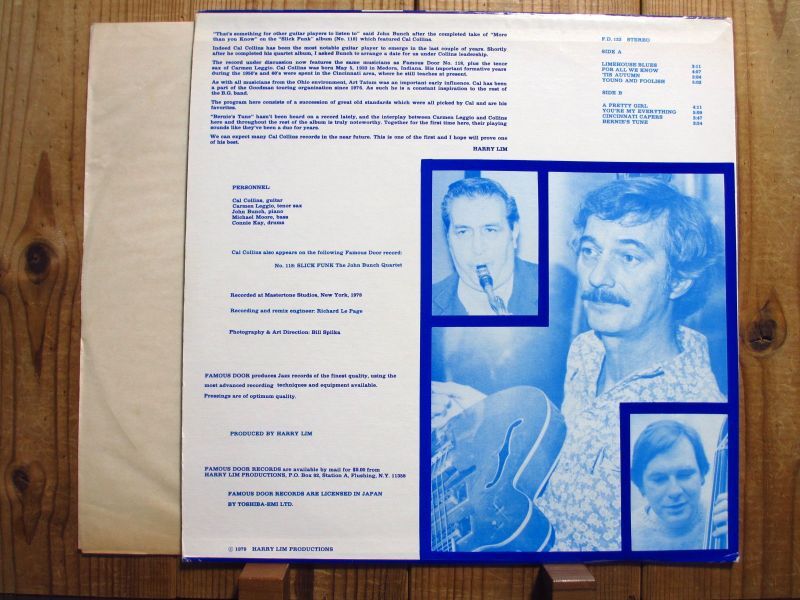 "That's something for other guitar players to listen to" said John Bunch after the completed take of "More
than you Know" on the "Slick Funk" album (No. 118) which featured Cal Collins.
Indeed Cal Collins has been the most notable guitar player to emerge in the last couple of years. Shortly
after he completed his quartet album, I asked Bunch to arrange a date for us under Collins leadership.
The record under discussion now features the same musicians as Famous Door No. 118, plus the tenor
sax of Carmen Leggio. Cal Collins was born May 5, 1933 in Medora, Indiana. His important formative years
during the 1950's and 60's were spent in the Cincinnati area, where he still teaches at present.
As with all musicians from the Ohio environment, Art Tatum was an important early influence. Cal has been
a part of the Goodman touring organisation since 1976. As such he is a constant inspiration to the rest of
the B.G. band.
The program here consists of a succession of great old standards which were all picked by Cal and are his
favorites.
"Bernie's Tune" hasn't been heard on a record lately, and the interplay between Carmen Leggio and Collins
here and throughout the rest of the album is truly noteworthy. Together for the first time here, their playing
sounds like they've been a duo for years.
We can expect many Cal Collins records in the near future. This is one of the first and I hope will prove one
of his best.
HARRY LIM
F.D. 123 STEREO
SIDE A
LIMEHOUSE BLUES 5:11
FOR ALL WE KNOW 4:07
'TIS AUTUMN
YOUNG AND FOOLISH
SIDE B
A PRETTY GIRL 4:11
YOU'RE MY EVERYTHING
CINCINNATI CAPERS
BERNIE'S TUNE
PERSONNEL:
Cal Collins, guitar
Carmen Leggio, tenor sax
John Bunch, piano
Michael Moore, bass
Connie Kay, drums
Cal Collins also appears on the following Famous Door record:
No. 118: SLICK FUNK The John Bunch Quartet
Recorded at Mastertone Studios, New York, 1978
Recording and remix engineer: Richard Le Page
Photography & Art Direction: Bill Spilka
FAMOUS DOOR produces Jazz records of the finest quality, using the
most advanced recording techniques and equipment available.
Pressings are of optimum quality.
PRODUCED BY HARRY LIM
FAMOUS DOOR RECORDS are available by mail for $8.00 from
HARRY LIM PRODUCTIONS, P.O. Box 92, Station A, Flushing, N.Y. 11358
FAMOUS DOOR RECORDS ARE LICENSED IN JAPAN
BY TOSHIBA-EMI LTD.
© 1979 HARRY LIM PRODUCTIONS